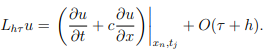 L_{hτ}u = (∂u/∂t + c ∂u/∂x)|_{x_n,t_j} + O(τ + h).